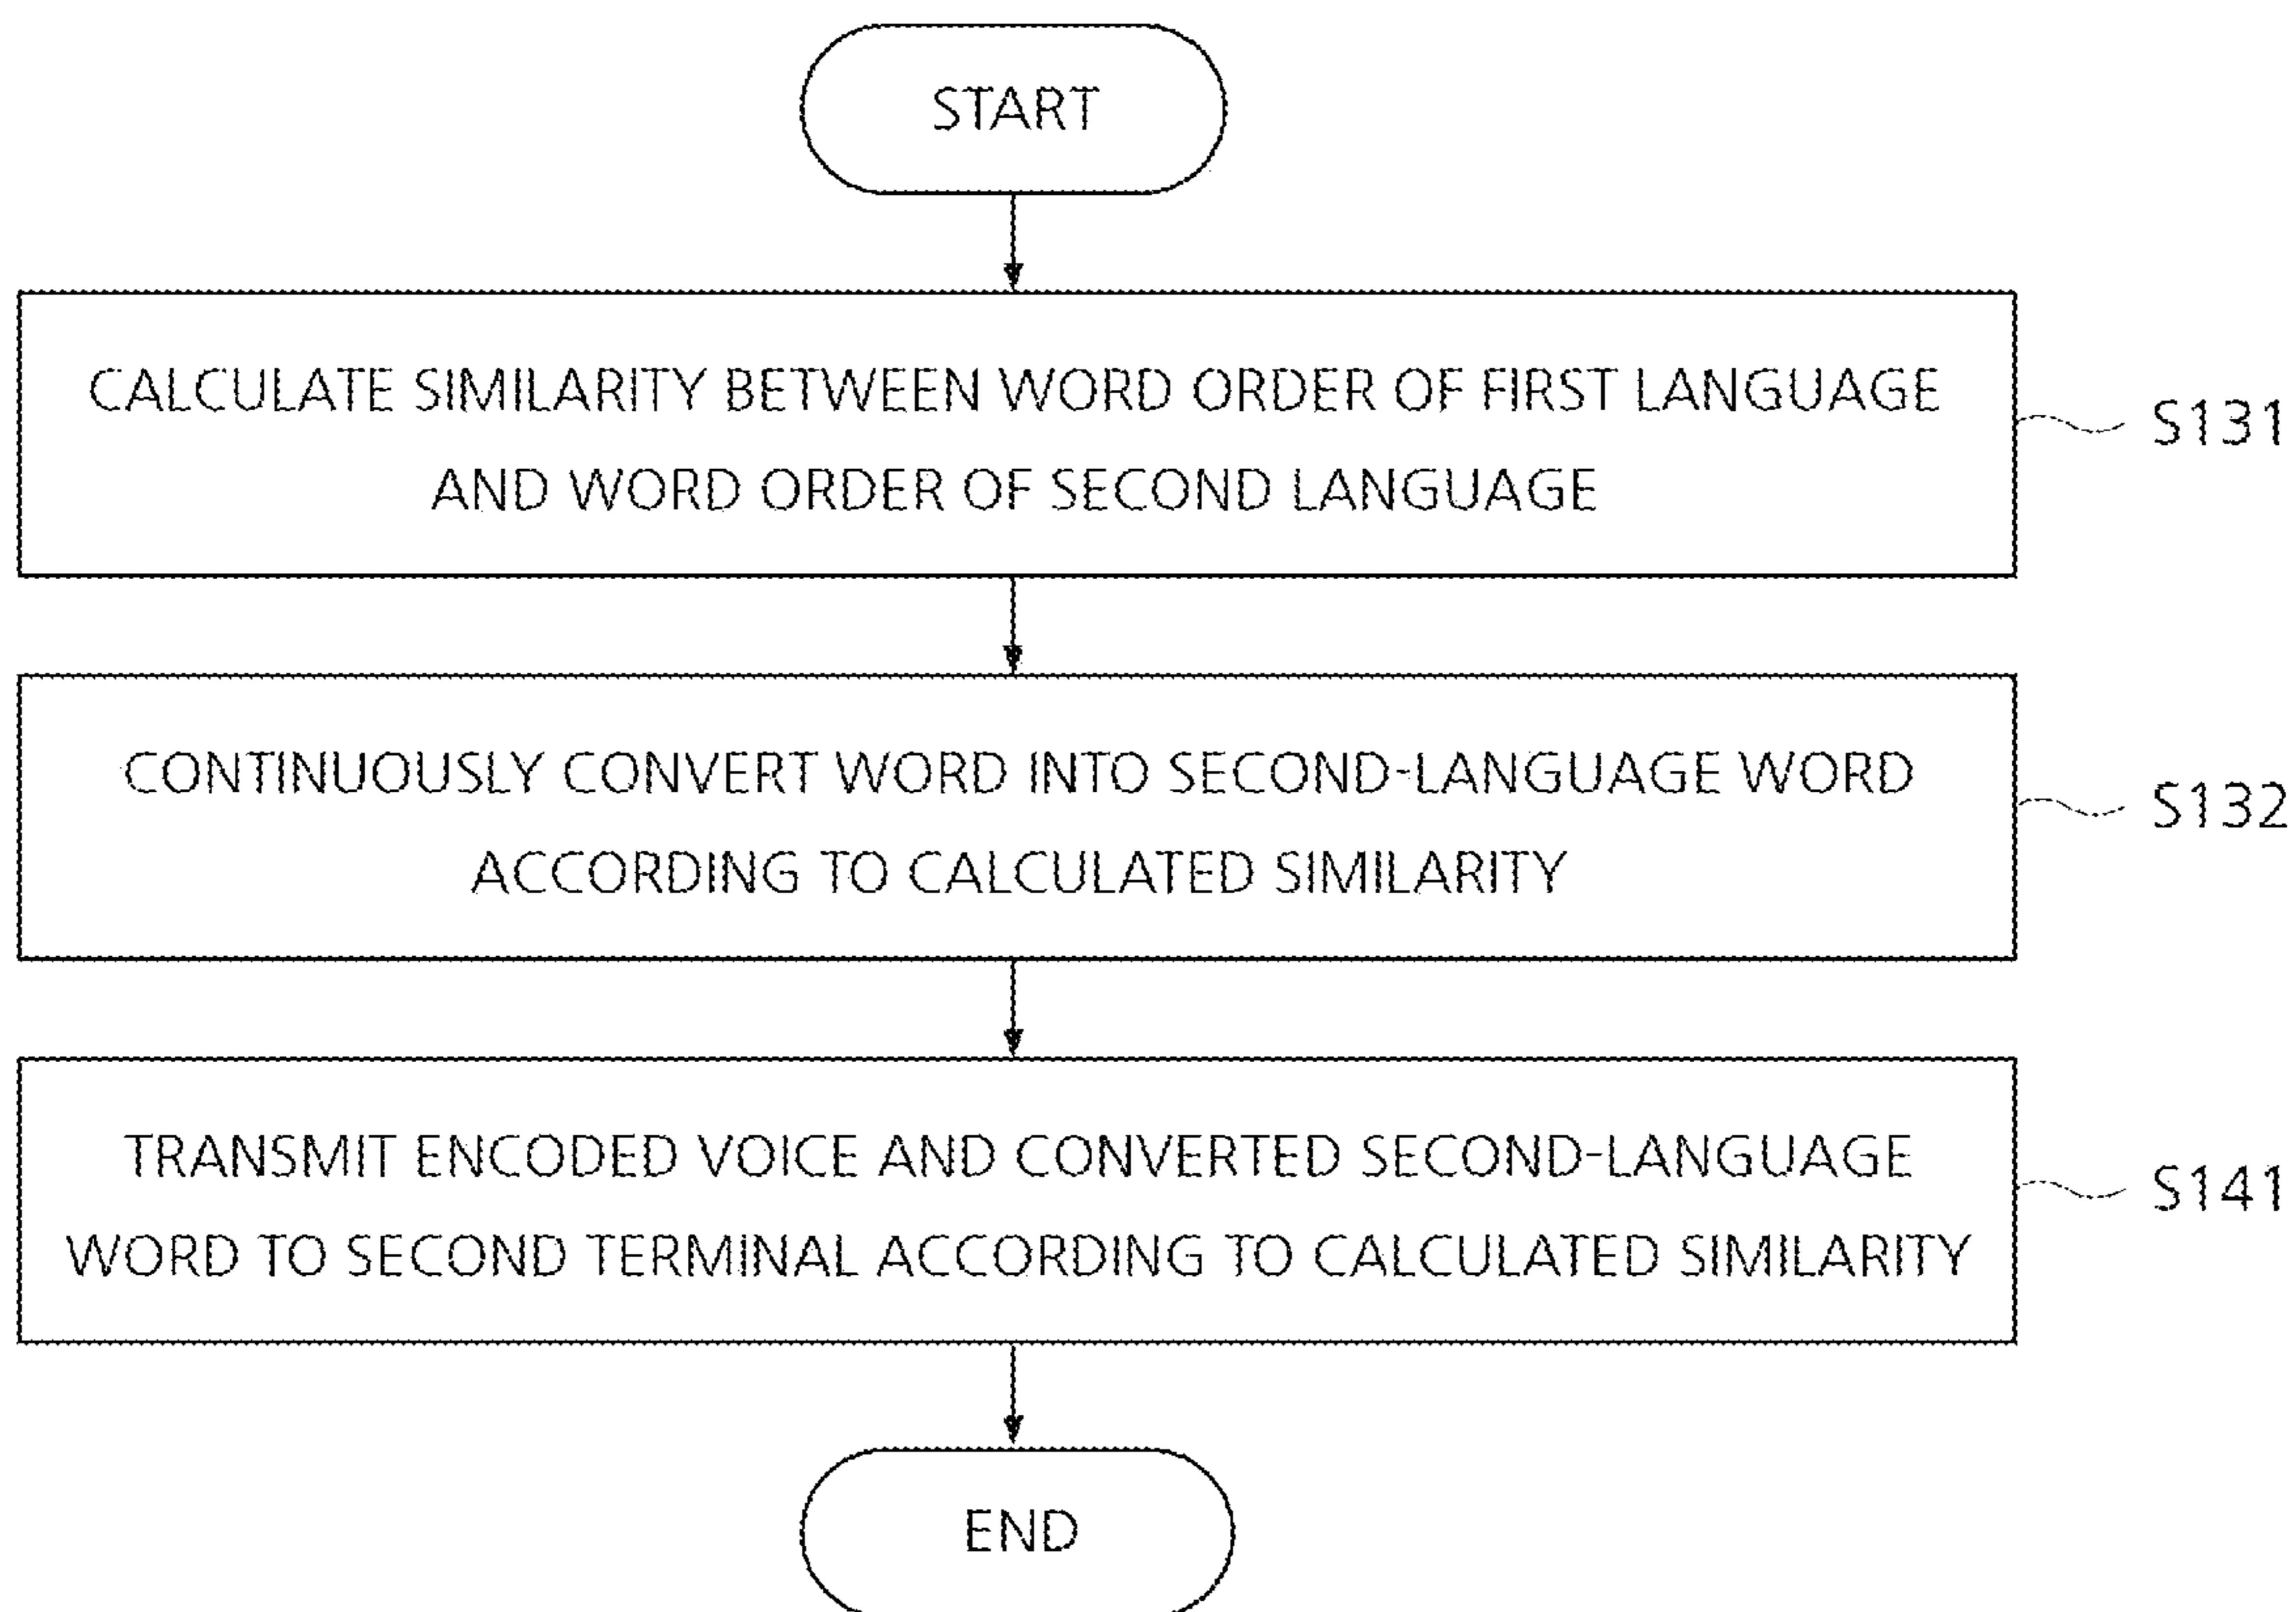 START
CALCULATE SIMILARITY BETWEEN WORD ORDER OF FIRST LANGUAGE
AND WORD ORDER OF SECOND LANGUAGE
S131
CONTINUOUSLY CONVERT WORD INTO SECOND-LANGUAGE WORD
ACCORDING TO CALCULATED SIMILARITY
S132
TRANSMIT ENCODED VOICE AND CONVERTED SECOND-LANGUAGE
WORD TO SECOND TERMINAL ACCORDING TO CALCULATED SIMILARITY
S141
END